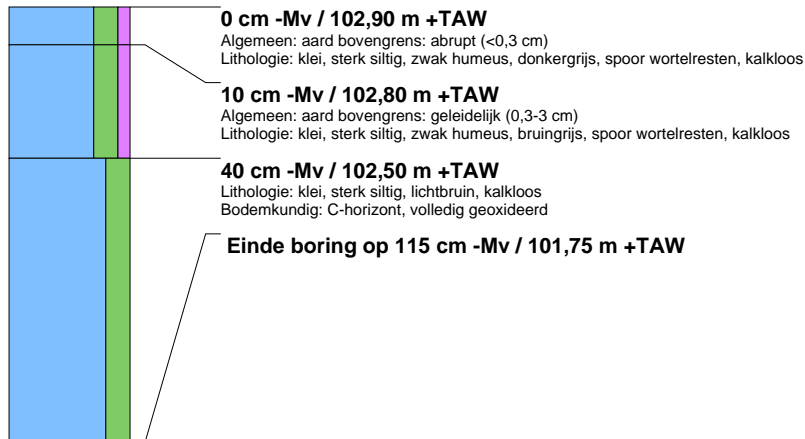 0 cm -Mv / 102,90 m +TAW
Algemeen: aard bovengrens: abrupt (<0,3 cm)
Lithologie: klei, sterk siltig, zwak humeus, donkergrijs, spoor wortelresten, kalkloos
10 cm -Mv / 102,80 m +TAW
Algemeen: aard bovengrens: geleidelijk (0,3-3 cm)
Lithologie: klei, sterk siltig, zwak humeus, bruingrijs, spoor wortelresten, kalkloos
40 cm -Mv / 102,50 m +TAW
Lithologie: klei, sterk siltig, lichtbruin, kalkloos
Bodemkundig: C-horizont, volledig geoxideerd
Einde boring op 115 cm -Mv / 101,75 m +TAW